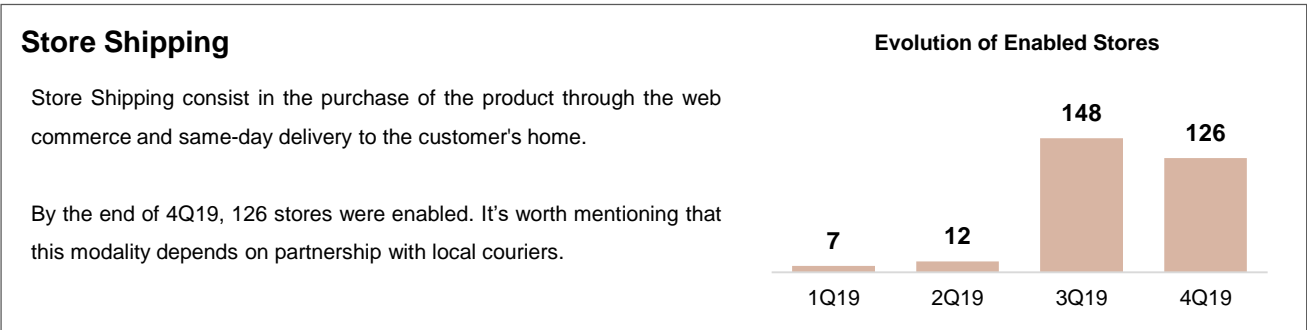 Store Shipping
Store Shipping consist in the purchase of the product through the web
commerce and same-day delivery to the customer's home.
By the end of 4Q19, 126 stores were enabled. It’s worth mentioning that
this modality depends on partnership with local couriers.
Evolution of Enabled Stores
7
12
148
126
1Q19
2Q19
3Q19
4Q19